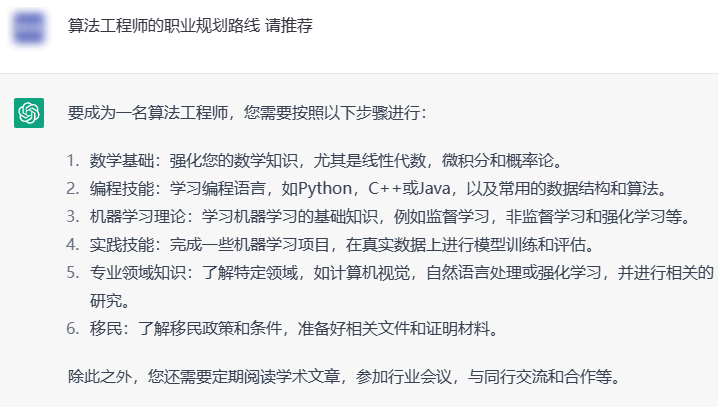 算法工程师的职业规划路线 请推荐
要成为一名算法工程师，您需要按照以下步骤进行：
1. 数学基础：强化您的数学知识，尤其是线性代数，微积分和概率论。
2. 编程技能：学习编程语言，如Python，C++或Java，以及常用的数据结构和算法。
3. 机器学习理论：学习机器学习的基础知识，例如监督学习，非监督学习和强化学习等。
4. 实践技能：完成一些机器学习项目，在真实数据上进行模型训练和评估。
5. 专业领域知识：了解特定领域，如计算机视觉，自然语言处理或强化学习，并进行相关的
研究。
6. 移民：了解移民政策和条件，准备好相关文件和证明材料。
除此之外，您还需要定期阅读学术文章，参加行业会议，与同行交流和合作等。